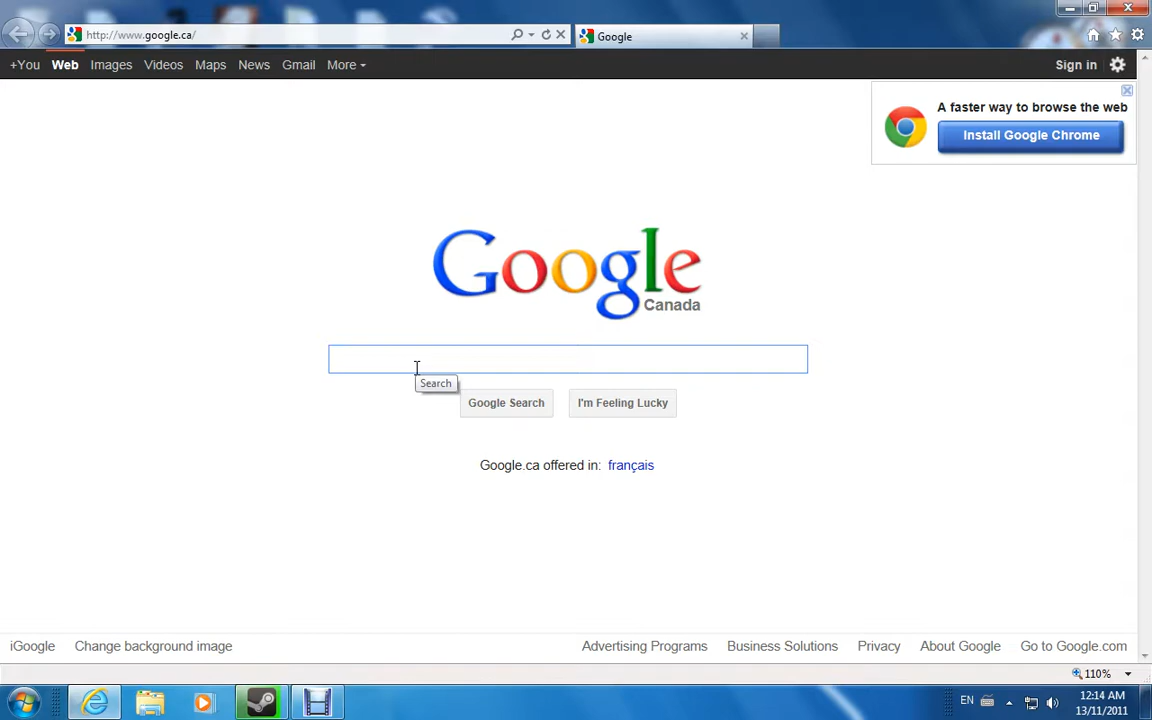 http://www.google.ca/
Google
+You Web Images Videos Maps News Gmail More Sign in
A faster way to browse the web
Install Google Chrome
Google
Canada
Search
Google Search I'm Feeling Lucky
Google.ca offered in: français
iGoogle Change background image Advertising Programs Business Solutions Privacy About Google Go to Google.com
110%
EN
12:14 AM
13/11/2011